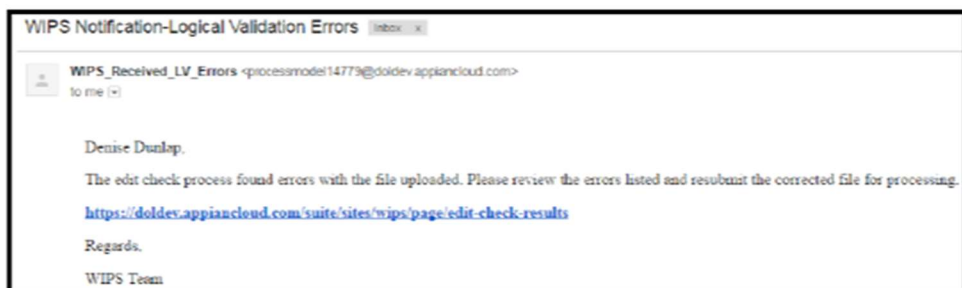 WIPS Notification-Logical Validation Errors Inbox x
WIPS_Received_LV_Errors <processmodel14779@doldev.appiancloud.com>
to me
Denise Dunlap,
The edit check process found errors with the file uploaded. Please review the errors listed and resubmit the corrected file for processing.
https://doldev.appiancloud.com/suite/sites/wips/page/edit-check-results
Regards,
WIPS Team